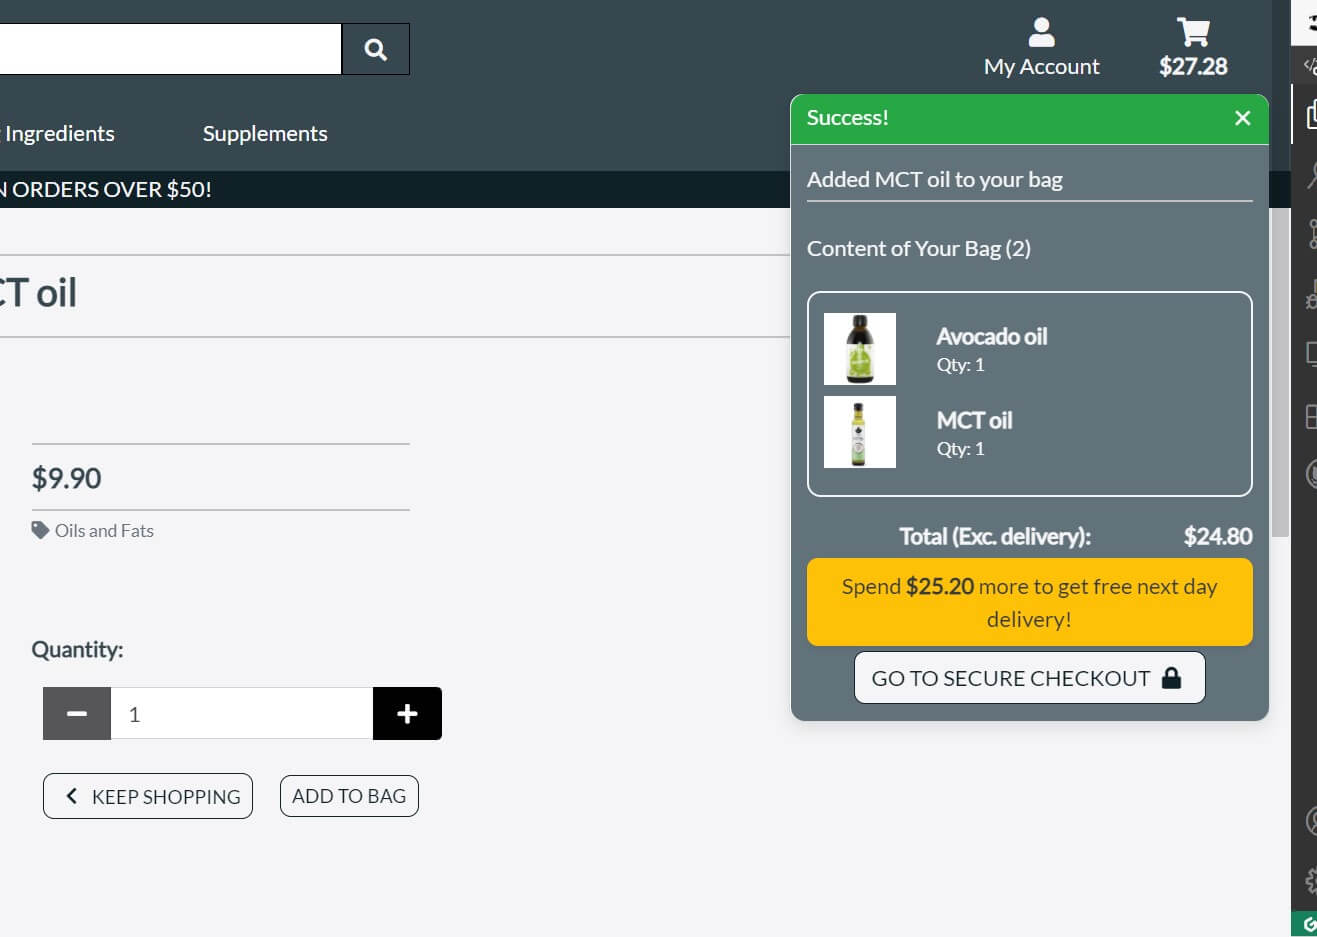 My Account
$27.28
Ingredients
Supplements
N ORDERS OVER $50!
Success!
Added MCT oil to your bag
Content of Your Bag (2)
Avocado oil
Qty: 1
MCT oil
Qty: 1
Total (Exc. delivery): $24.80
Spend $25.20 more to get free next day
delivery!
GO TO SECURE CHECKOUT
CT oil
$9.90
Oils and Fats
Quantity:
1
KEEP SHOPPING
ADD TO BAG